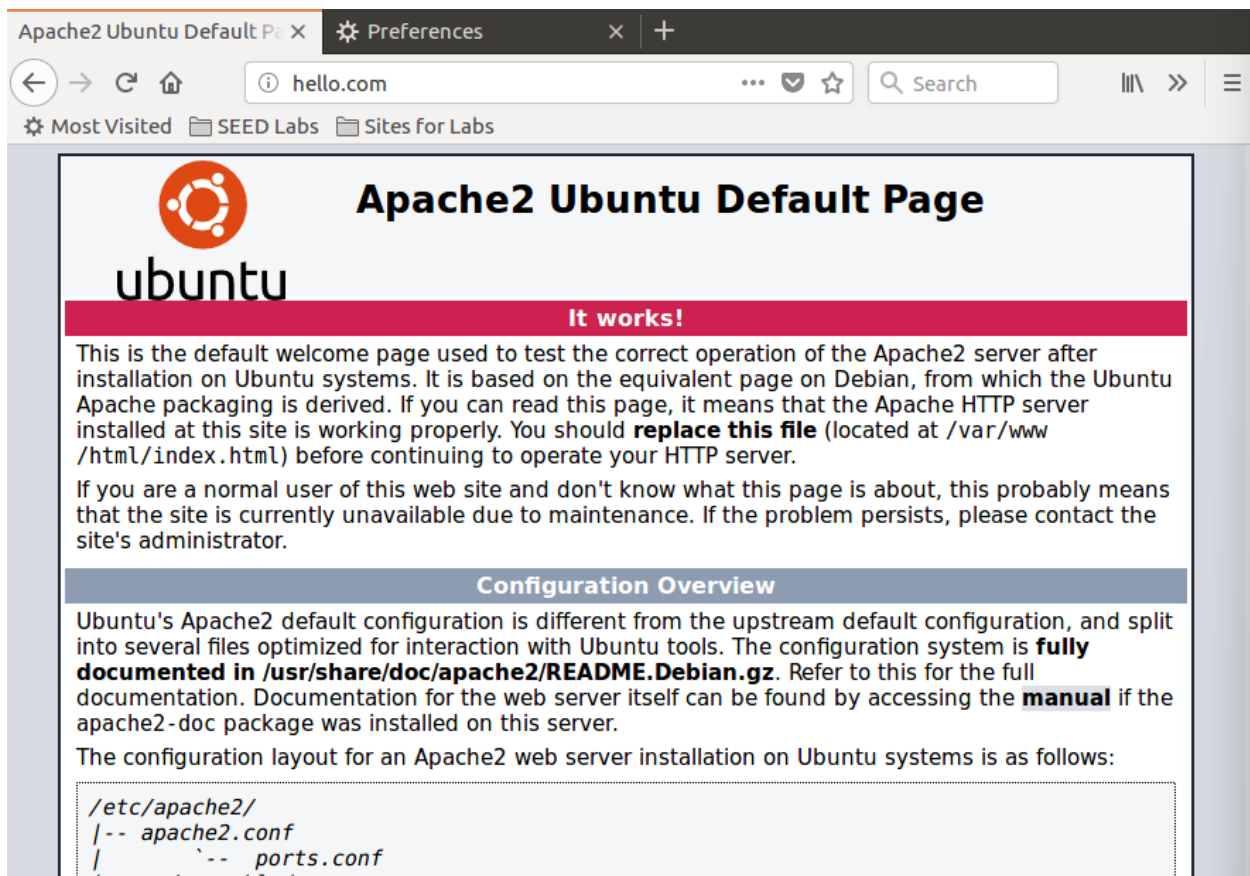 Apache2 Ubuntu Default Pa
Preferences
hello.com
Search
Most Visited SEED Labs Sites for Labs
ubuntu
Apache2 Ubuntu Default Page
It works!
This is the default welcome page used to test the correct operation of the Apache2 server after
installation on Ubuntu systems. It is based on the equivalent page on Debian, from which the Ubuntu
Apache packaging is derived. If you can read this page, it means that the Apache HTTP server
installed at this site is working properly. You should replace this file (located at /var/www
/html/index.html) before continuing to operate your HTTP server.
If you are a normal user of this web site and don't know what this page is about, this probably means
that the site is currently unavailable due to maintenance. If the problem persists, please contact the
site's administrator.
Configuration Overview
Ubuntu's Apache2 default configuration is different from the upstream default configuration, and split
into several files optimized for interaction with Ubuntu tools. The configuration system is fully
documented in /usr/share/doc/apache2/README.Debian.gz. Refer to this for the full
documentation. Documentation for the web server itself can be found by accessing the manual if the
apache2-doc package was installed on this server.
The configuration layout for an Apache2 web server installation on Ubuntu systems is as follows:
/etc/apache2/
|-- apache2.conf
|       `--  ports.conf